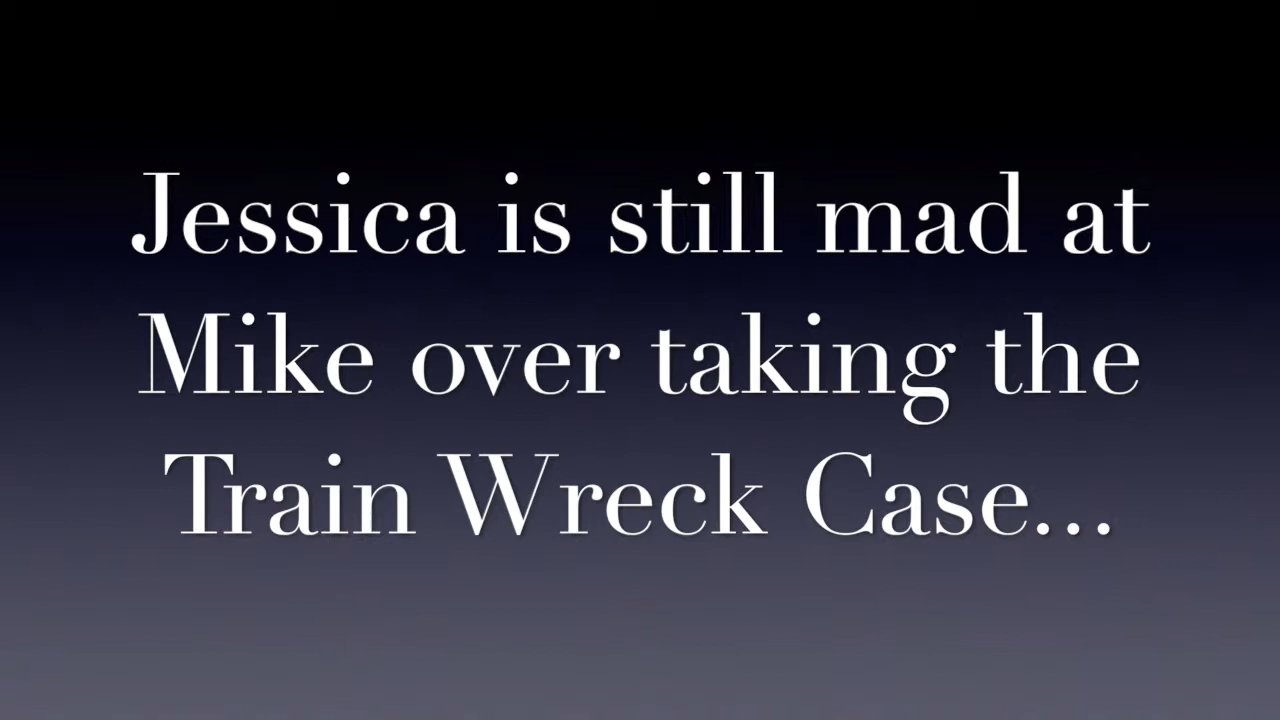 Jessica is still mad at
Mike over taking the
Train Wreck Case...